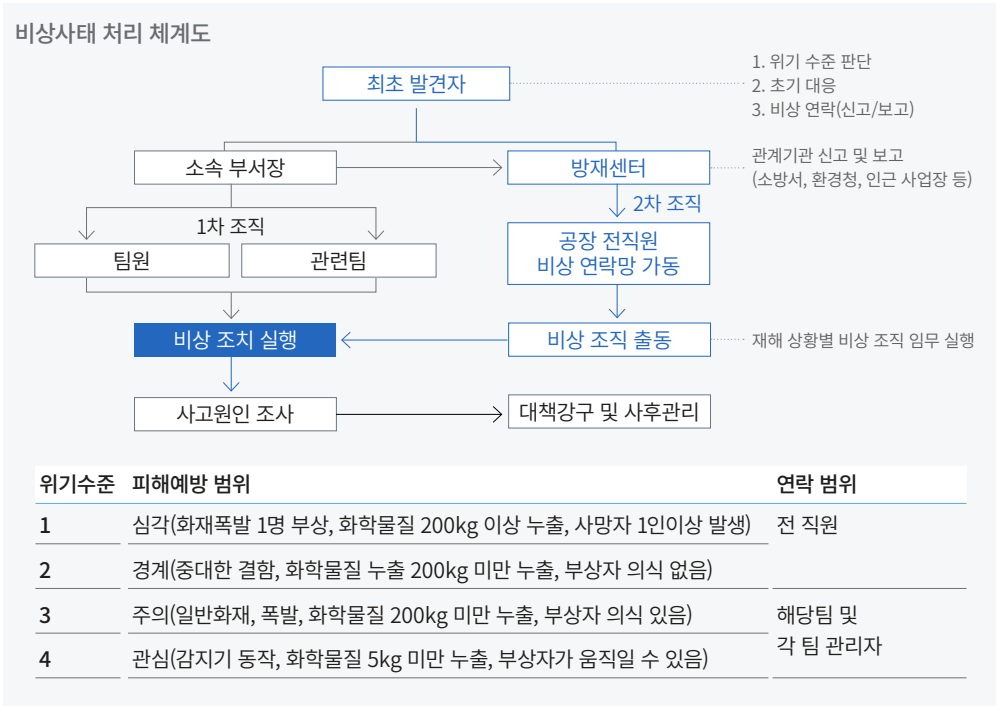 비상사태 처리 체계도
최초 발견자
1. 위기 수준 판단
2. 초기 대응
3. 비상 연락(신고/보고)
소속 부서장
방재센터
관계기관 신고 및 보고
(소방서, 환경청, 인근 사업장 등)
1차 조직
2차 조직
팀원
관련팀
공장 전직원
비상 연락망 가동
비상 조치 실행
비상 조직 출동
재해 상황별 비상 조직 임무 실행
사고원인 조사
대책강구 및 사후관리
위기수준 피해예방 범위 연락 범위
1 심각(화재폭발 1명 부상, 화학물질 200kg 이상 누출, 사망자 1인이상 발생) 전 직원
2 경계(중대한 결함, 화학물질 누출 200kg 미만 누출, 부상자 의식 없음)
3 주의(일반화재, 폭발, 화학물질 200kg 미만 누출, 부상자 의식 있음) 해당팀 및
각 팀 관리자
4 관심(감지기 동작, 화학물질 5kg 미만 누출, 부상자가 움직일 수 있음)